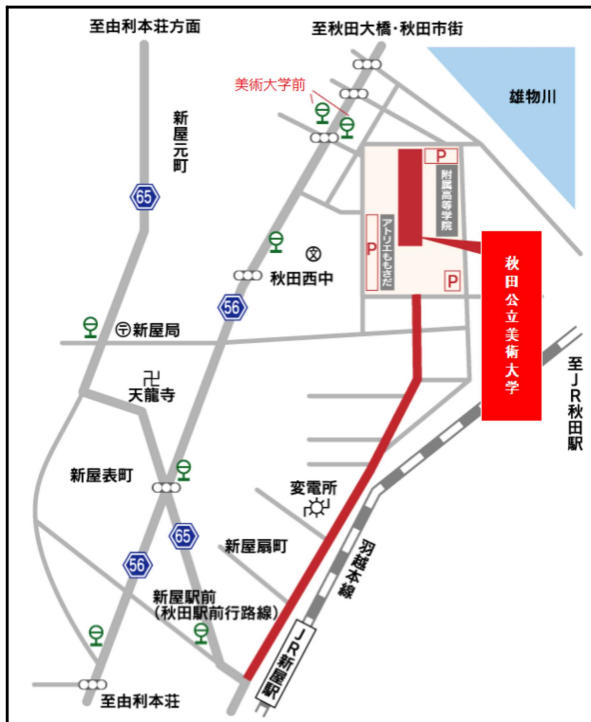 至由利本荘方面
至秋田大橋・秋田市街
美術大学前
雄物川
新屋元町
65
P
附属高等学院
アトリエももさだ
P
P
秋田公立美術大学
秋田西中
文
56
〒新屋局
至JR秋田駅
天龍寺
新屋表町
変電所
65
新屋扇町
56
羽越本線
新屋駅前
(秋田駅前行路線)
JR新屋駅
至由利本荘